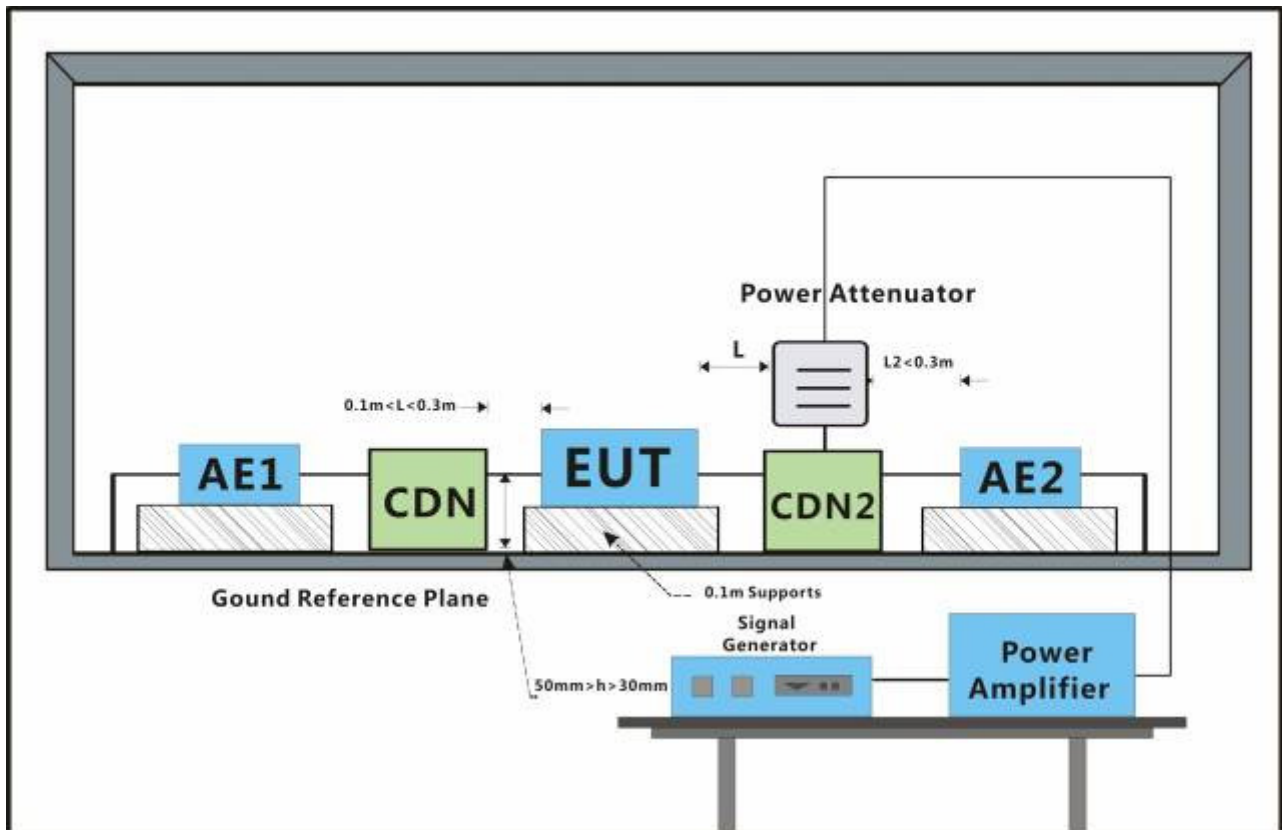 Power Attenuator
L
L2<0.3m
0.1m<L<0.3m
AE1
CDN
EUT
CDN2
AE2
Gound Reference Plane
0.1m Supports
Signal
Generator
50mm>h>30mm
Power
Amplifier